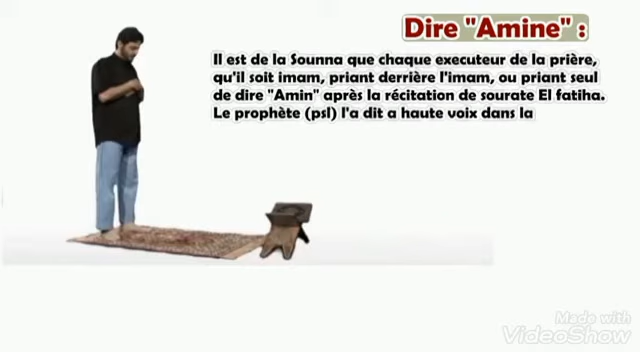 Dire "Amine" :
Il est de la Sounna que chaque executeur de la prière,
qu'il soit imam, priant derrière l'imam, ou priant seul
de dire "Amin" après la récitation de sourate El fatiha.
Le prophète (psl) l'a dit a haute voix dans la
Made with
VideoShow